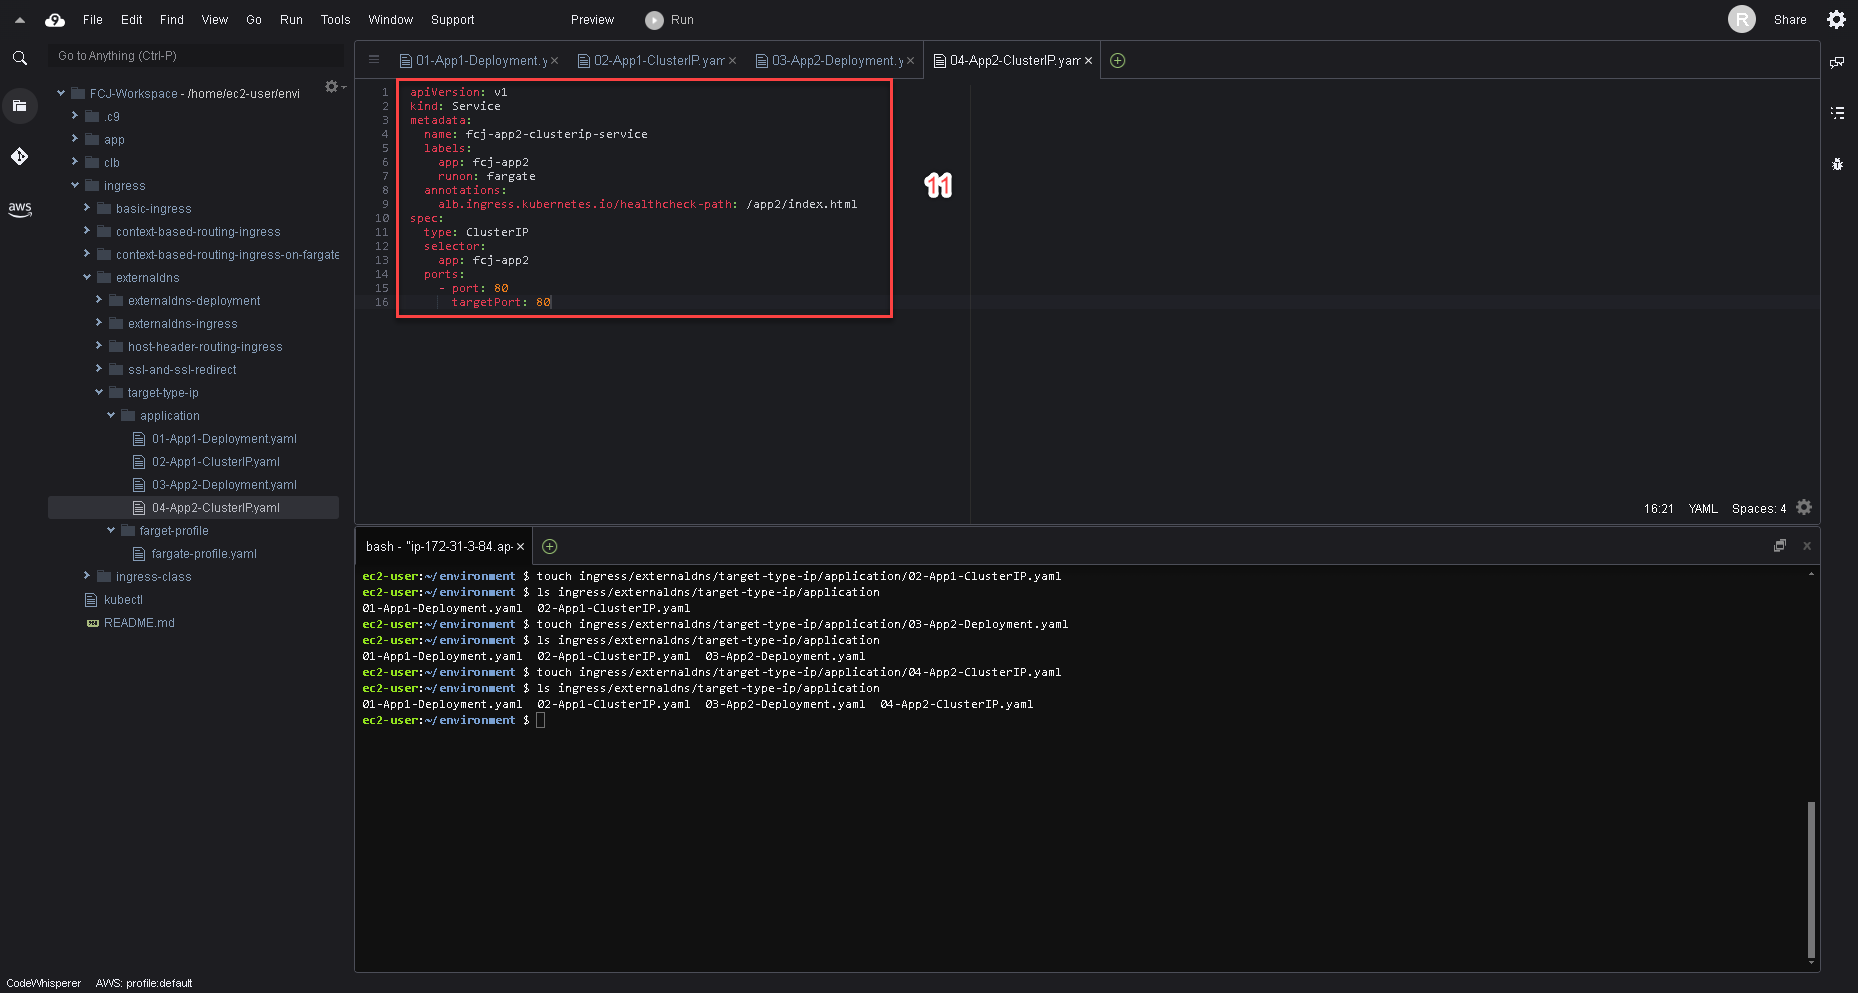 File Edit Find View Go Run Tools Window Support Preview Run R Share
Go to Anything (Ctrl-P)
FCJ-Workspace - /home/ec2-user/envi
.c9
app
clb
ingress
basic-ingress
context-based-routing-ingress
context-based-routing-ingress-on-fargate
externaldns
externaldns-deployment
externaldns-ingress
host-header-routing-ingress
ssl-and-ssl-redirect
target-type-ip
application
01-App1-Deployment.yaml
02-App1-ClusterIP.yaml
03-App2-Deployment.yaml
04-App2-ClusterIP.yaml
farget-profile
fargate-profile.yaml
ingress-class
kubectl
README.md
aws
01-App1-Deployment.y 02-App1-ClusterIP.yam 03-App2-Deployment.y 04-App2-ClusterIP.yam
1 apiVersion: v1
2 kind: Service
3 metadata:
4 name: fcj-app2-clusterip-service
5 labels:
6 app: fcj-app2
7 runon: fargate
8 annotations:
9 alb.ingress.kubernetes.io/healthcheck-path: /app2/index.html
10 spec:
11 type: ClusterIP
12 selector:
13 app: fcj-app2
14 ports:
15 - port: 80
16 targetPort: 80
11
16:21 YAML Spaces: 4
bash - "ip-172-31-3-84.ap-
ec2-user:~/environment $ touch ingress/externaldns/target-type-ip/application/02-App1-ClusterIP.yaml
ec2-user:~/environment $ ls ingress/externaldns/target-type-ip/application
01-App1-Deployment.yaml 02-App1-ClusterIP.yaml
ec2-user:~/environment $ touch ingress/externaldns/target-type-ip/application/03-App2-Deployment.yaml
ec2-user:~/environment $ ls ingress/externaldns/target-type-ip/application
01-App1-Deployment.yaml 02-App1-ClusterIP.yaml 03-App2-Deployment.yaml
ec2-user:~/environment $ touch ingress/externaldns/target-type-ip/application/04-App2-ClusterIP.yaml
ec2-user:~/environment $ ls ingress/externaldns/target-type-ip/application
01-App1-Deployment.yaml 02-App1-ClusterIP.yaml 03-App2-Deployment.yaml 04-App2-ClusterIP.yaml
ec2-user:~/environment $
CodeWhisperer AWS: profile:default